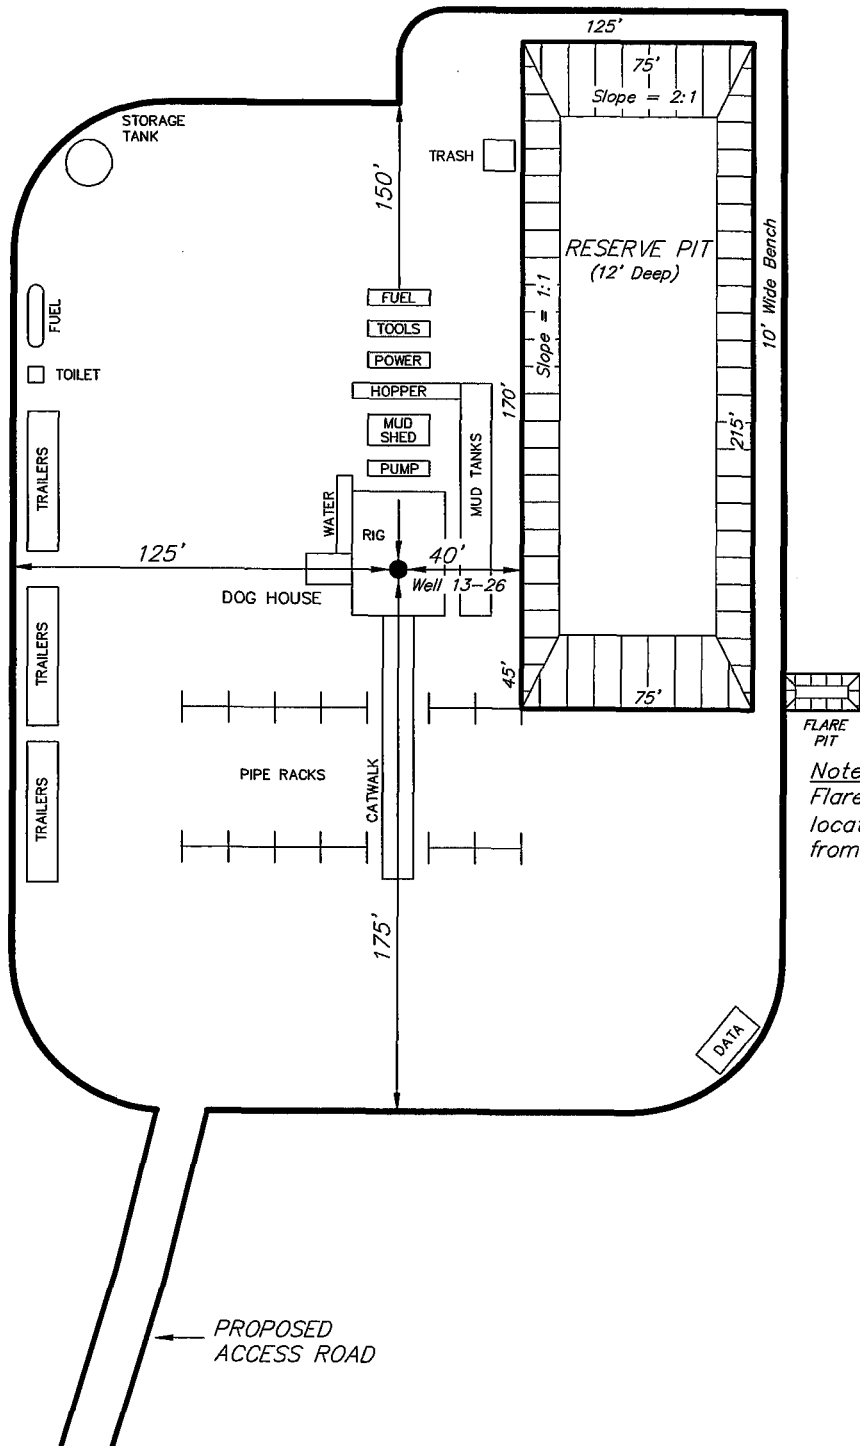 125'
75'
Slope = 2:1
STORAGE
TANK
TRASH
150'
RESERVE PIT
(12' Deep)
10' Wide Bench
Slope = 1:1
FUEL
FUEL
TOOLS
TOILET
POWER
HOPPER
170'
215'
MUD
SHED
MUD TANKS
TRAILERS
PUMP
WATER
RIG
125'
40'
Well 13-26
DOG HOUSE
TRAILERS
45'
75'
FLARE
PIT
PIPE RACKS
CATWALK
TRAILERS
Note
Flare
locat
from
175'
DATA
PROPOSED
ACCESS ROAD